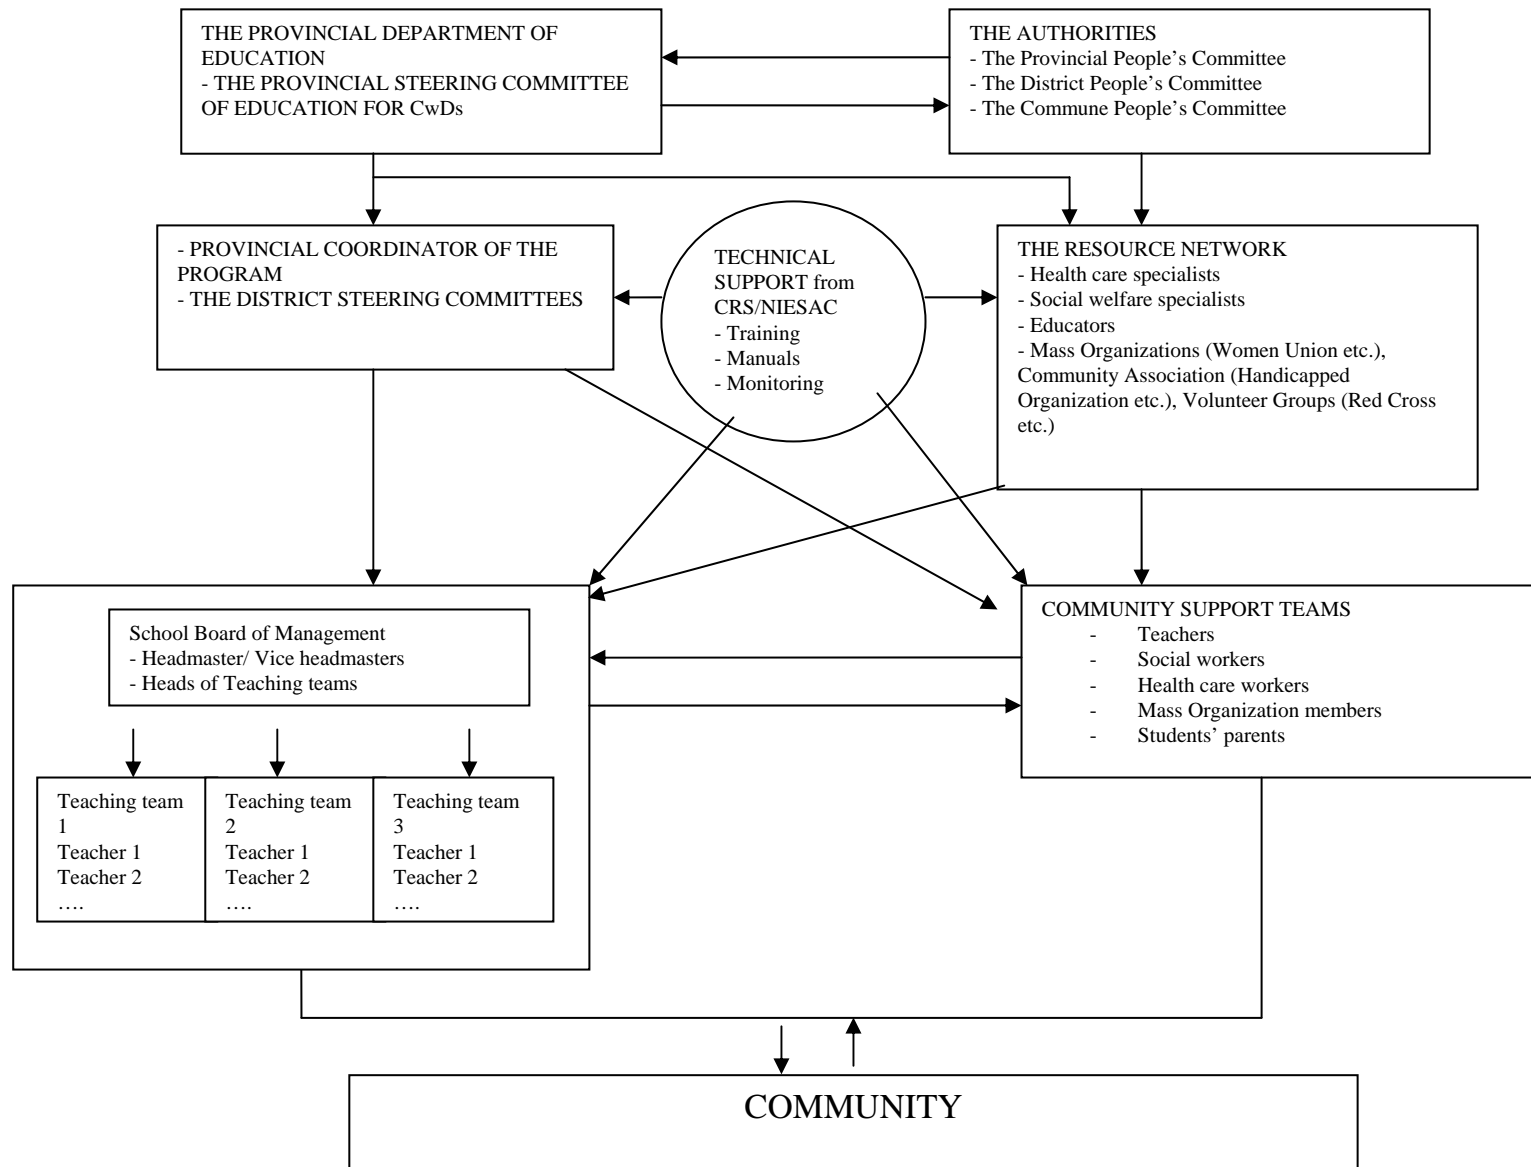 THE PROVINCIAL DEPARTMENT OF
EDUCATION
- THE PROVINCIAL STEERING COMMITTEE
OF EDUCATION FOR CwDs
THE AUTHORITIES
- The Provincial People’s Committee
- The District People’s Committee
- The Commune People’s Committee
- PROVINCIAL COORDINATOR OF THE
PROGRAM
- THE DISTRICT STEERING COMMITTEES
TECHNICAL
SUPPORT from
CRS/NIESAC
- Training
- Manuals
- Monitoring
THE RESOURCE NETWORK
- Health care specialists
- Social welfare specialists
- Educators
- Mass Organizations (Women Union etc.),
Community Association (Handicapped
Organization etc.), Volunteer Groups (Red Cross
etc.)
School Board of Management
- Headmaster/ Vice headmasters
- Heads of Teaching teams
Teaching team
1
Teacher 1
Teacher 2
….
Teaching team
2
Teacher 1
Teacher 2
….
Teaching team
3
Teacher 1
Teacher 2
….
COMMUNITY SUPPORT TEAMS
- Teachers
- Social workers
- Health care workers
- Mass Organization members
- Students’ parents
COMMUNITY